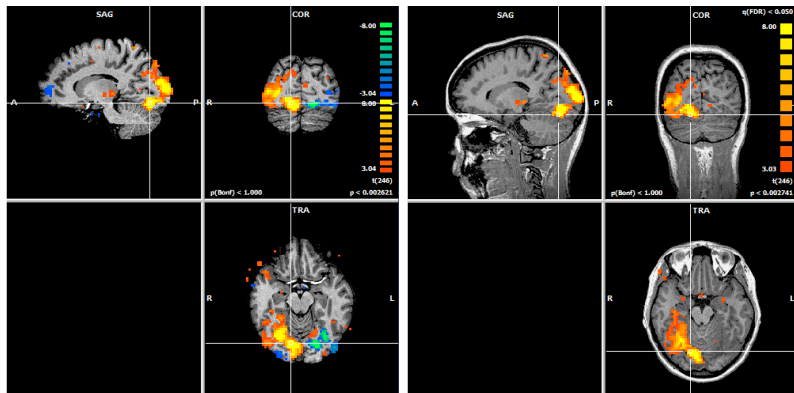 SAG
COR
-8.00
-3.04
8.00
3.04
t(246)
A
P
R
p(Bonf) < 1.000
p < 0.002621
TRA
R
L
SAG
q(FDR) < 0.050
COR
8.00
3.03
t(246)
A
P
R
p(Bonf) < 1.000
p < 0.002741
TRA
R
L